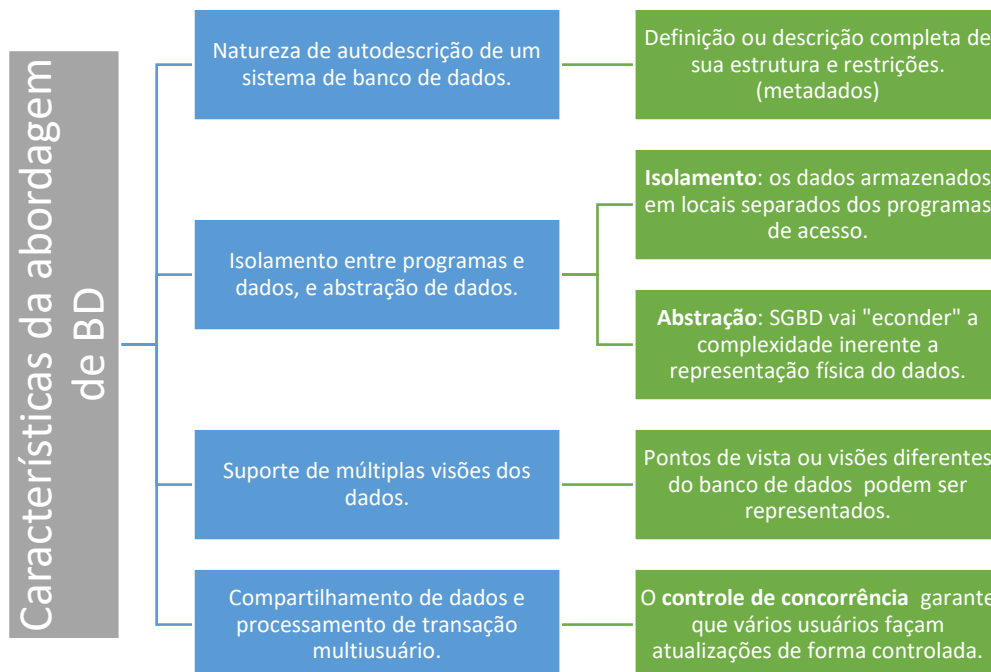 Características da abordagem
de BD
Natureza de autodescrição de um
sistema de banco de dados.
Definição ou descrição completa de
sua estrutura e restrições.
(metadados)
Isolamento entre programas e
dados, e abstração de dados.
Isolamento: os dados armazenados
em locais separados dos programas
de acesso.
Abstração: SGBD vai "econder" a
complexidade inerente a
representação física do dados.
Suporte de múltiplas visões dos
dados.
Pontos de vista ou visões diferentes
do banco de dados podem ser
representados.
Compartilhamento de dados e
processamento de transação
multiusuário.
O controle de concorrência garante
que vários usuários façam
atualizações de forma controlada.